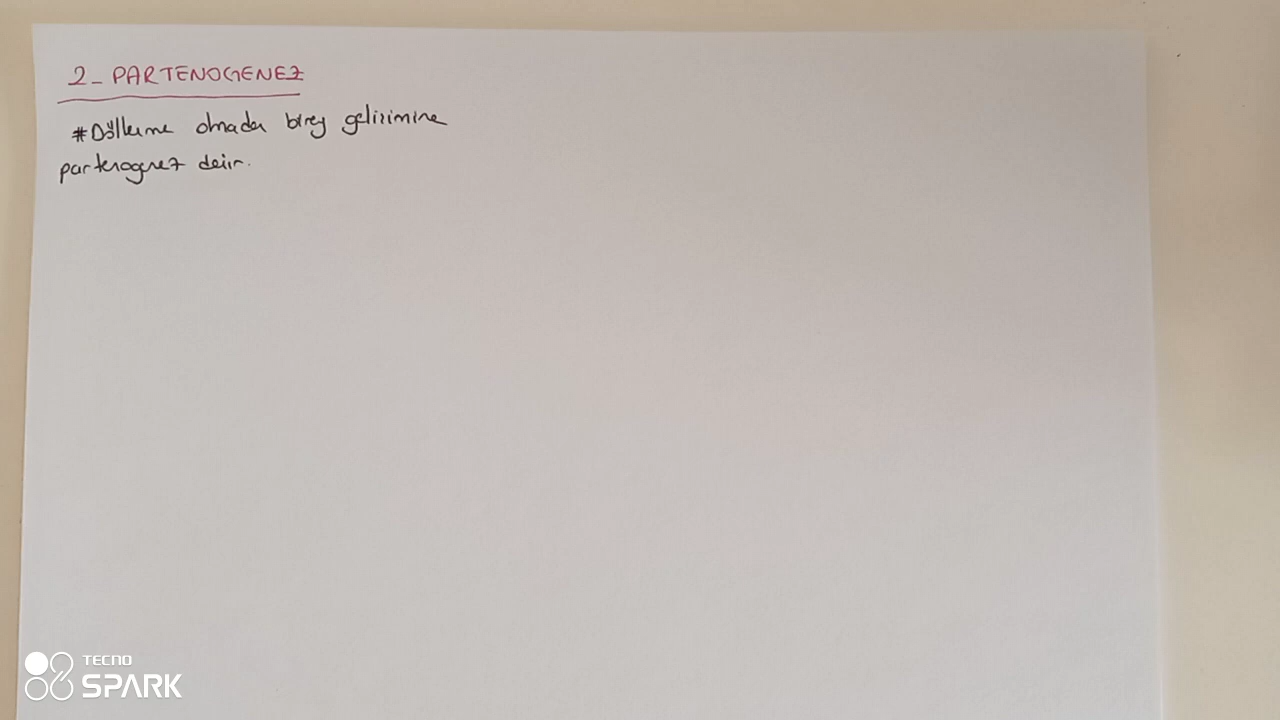 2- PARTENOGENEZ
#Döllenme olmadan birey gelişimine
partenogenez denir.
TECNO
SPARK